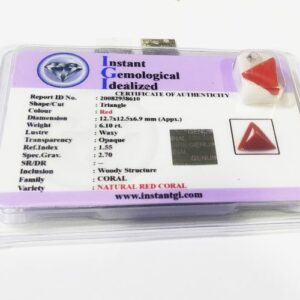 Instant
Gemological
Idealized
CERTIFICATE OF AUTHENTICITY
Report ID No. : 20082958610
Shape/Cut : Triangle
Colour : Red
Diamension : 12.7x12.5x6.9 mm (Appx.)
Weight : 6.10 ct.
Lustre : Waxy
Transparency : Opaque
Ref.Index : 1.55
Spec.Grav. : 2.70
SR/DR : --
Inclusion : Woody Structure
Family : CORAL
Variety : NATURAL RED CORAL
www.instantgi.com